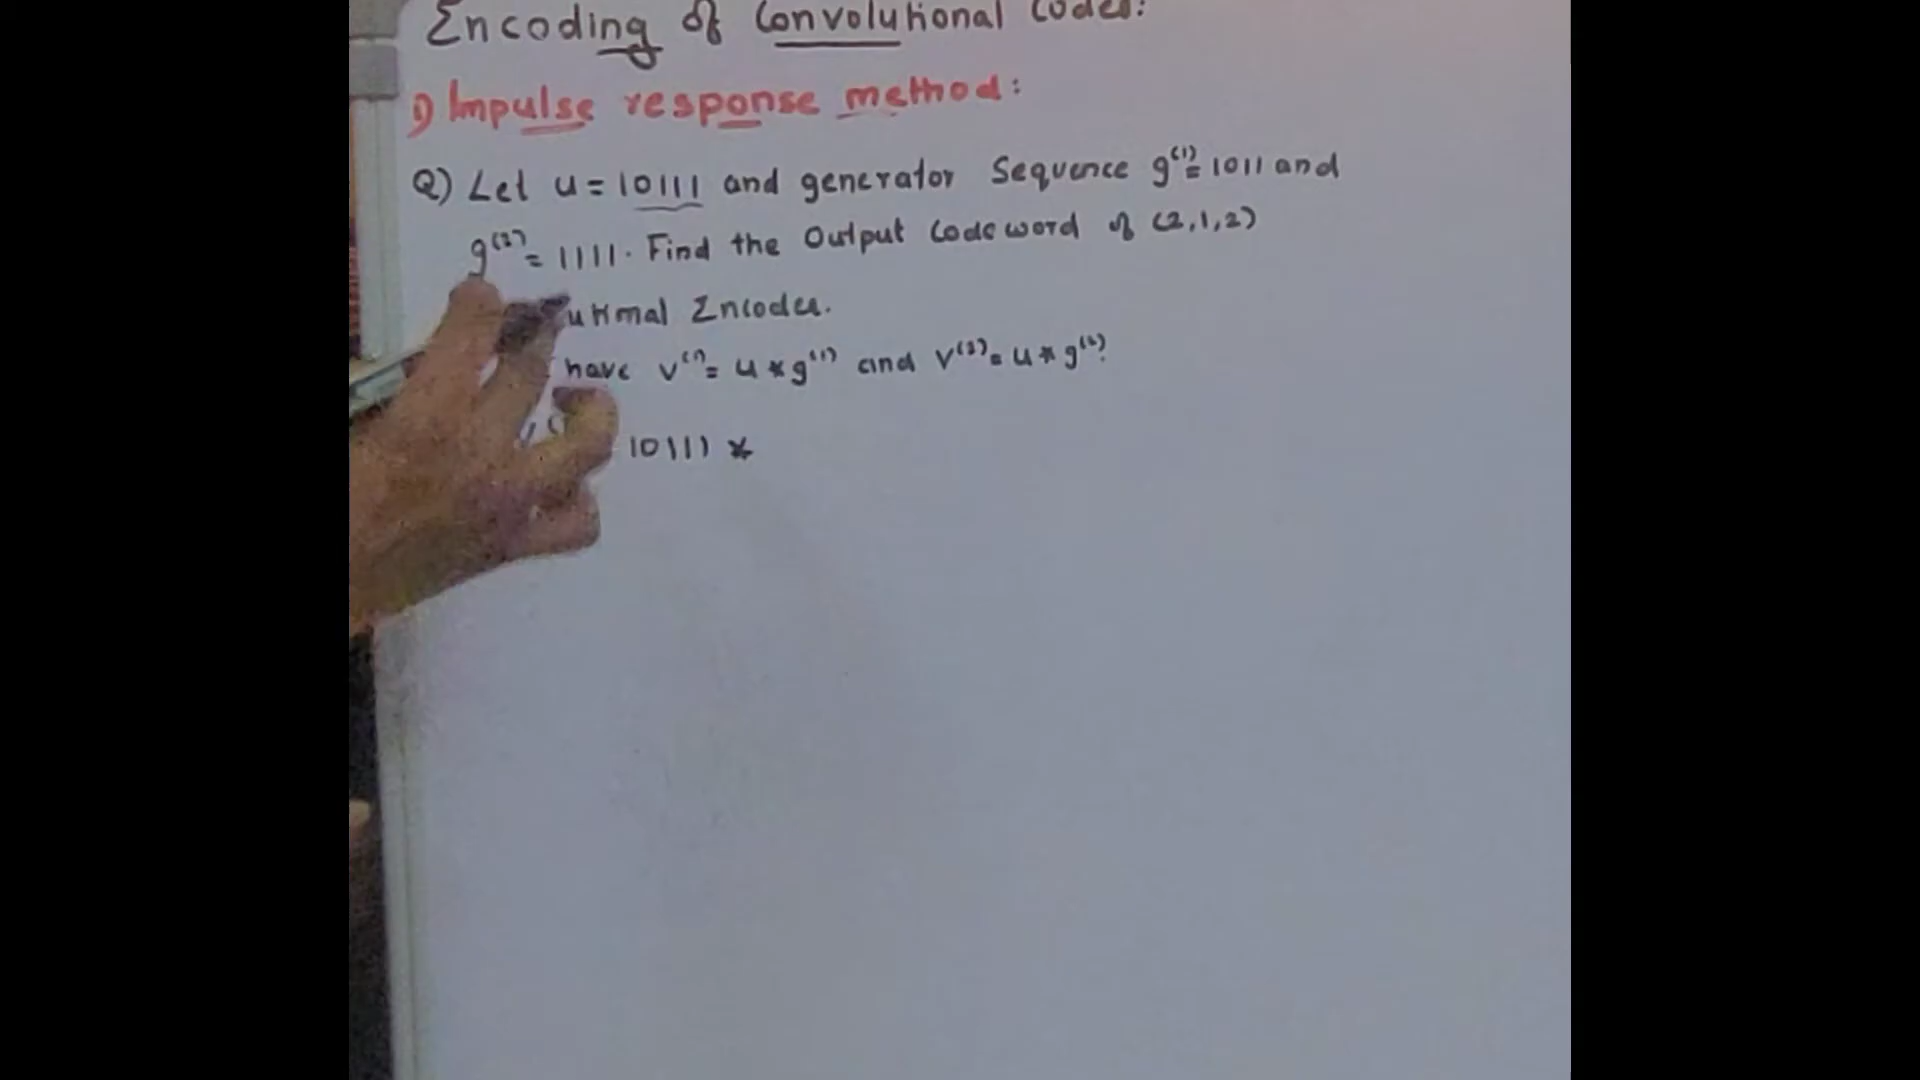 Encoding of Convolutional Codes:
1) Impulse response method:
Q) Let u = 10111 and generator Sequence g⁽¹⁾ = 1011 and
g⁽²⁾ = 1111. Find the Output Codeword of (2,1,2)
Encoder.
have v⁽¹⁾ = u * g⁽¹⁾ and v⁽²⁾ = u * g⁽²⁾.
10111 *